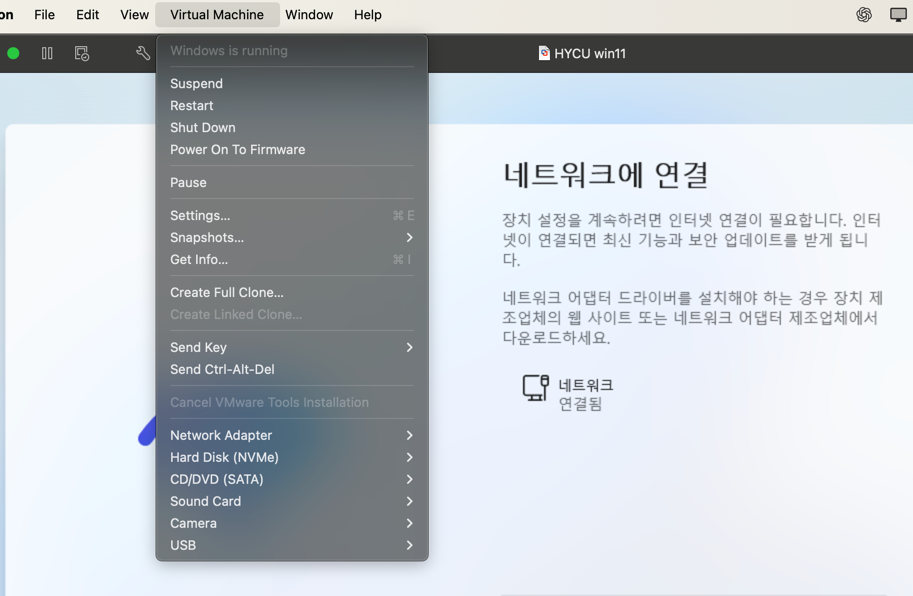 on File Edit View Virtual Machine Window Help
HYCU win11
Windows is running
Suspend
Restart
Shut Down
Power On To Firmware
Pause
Settings... ⌘ E
Snapshots...
Get Info... ⌘ I
Create Full Clone...
Create Linked Clone...
Send Key
Send Ctrl-Alt-Del
Cancel VMware Tools Installation
Network Adapter
Hard Disk (NVMe)
CD/DVD (SATA)
Sound Card
Camera
USB
네트워크에 연결
장치 설정을 계속하려면 인터넷 연결이 필요합니다. 인터
넷이 연결되면 최신 기능과 보안 업데이트를 받게 됩니
다.
네트워크 어댑터 드라이버를 설치해야 하는 경우 장치 제
조업체의 웹 사이트 또는 네트워크 어댑터 제조업체에서
다운로드하세요.
네트워크
연결됨